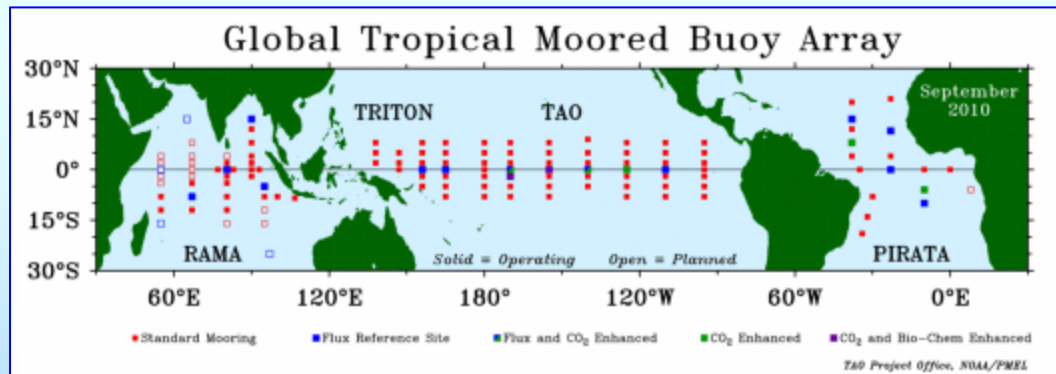 Global Tropical Moored Buoy Array
30°N
15°N
0°
15°S
30°S
TRITON
TAO
September
2010
RAMA
Solid = Operating
Open = Planned
PIRATA
60°E
120°E
180°
120°W
60°W
0°E
Standard Mooring
Flux Reference Site
Flux and CO₂ Enhanced
CO₂ Enhanced
CO₂ and Bio-Chem Enhanced
TAO Project Office, NOAA/PMEL